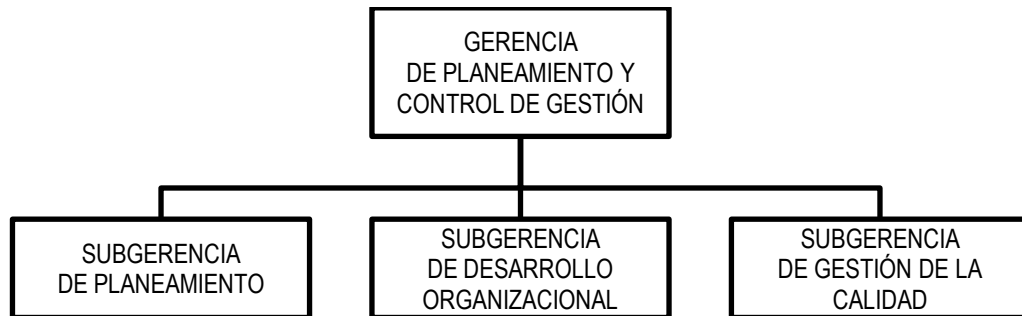 GERENCIA
DE PLANEAMIENTO Y
CONTROL DE GESTIÓN
SUBGERENCIA
DE PLANEAMIENTO
SUBGERENCIA
DE DESARROLLO
ORGANIZACIONAL
SUBGERENCIA
DE GESTIÓN DE LA
CALIDAD